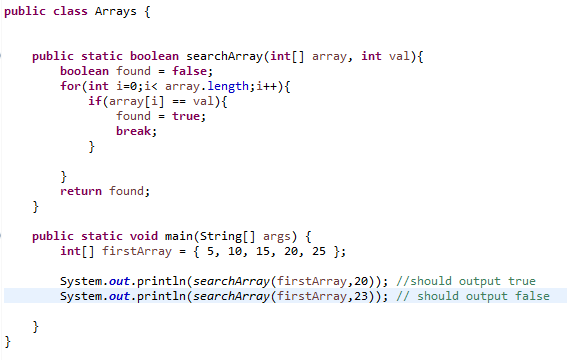 public class Arrays {
public static boolean searchArray(int[] array, int val){
boolean found = false;
for(int i=0;i< array.length;i++){
if(array[i] == val){
found = true;
break;
}
}
return found;
}
public static void main(String[] args) {
int[] firstArray = { 5, 10, 15, 20, 25 };
System.out.println(searchArray(firstArray,20)); //should output true
System.out.println(searchArray(firstArray,23)); // should output false
}
}